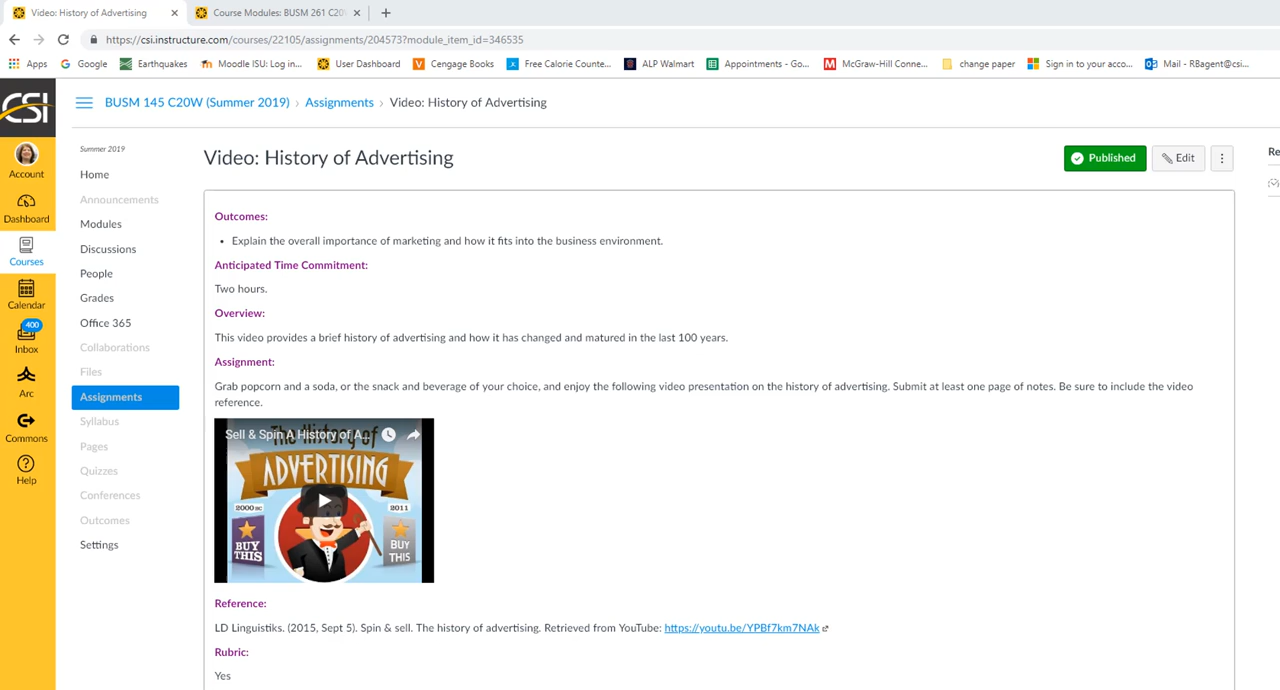 Video: History of Advertising
Course Modules: BUSM 261 C20W
https://csi.instructure.com/courses/22105/assignments/204573?module_item_id=346535
Apps Google Earthquakes Moodle ISU: Log in... User Dashboard Cengage Books Free Calorie Counte... ALP Walmart Appointments - Go... McGraw-Hill Conne... change paper Sign in to your acco... Mail - RBagent@csi...
CSI
BUSM 145 C20W (Summer 2019) › Assignments › Video: History of Advertising
Account
Dashboard
Courses
Calendar
400
Inbox
Arc
Commons
Help
Summer 2019
Home
Announcements
Modules
Discussions
People
Grades
Office 365
Collaborations
Files
Assignments
Syllabus
Pages
Quizzes
Conferences
Outcomes
Settings
Video: History of Advertising
Published
Edit
Re
Outcomes:
• Explain the overall importance of marketing and how it fits into the business environment.
Anticipated Time Commitment:
Two hours.
Overview:
This video provides a brief history of advertising and how it has changed and matured in the last 100 years.
Assignment:
Grab popcorn and a soda, or the snack and beverage of your choice, and enjoy the following video presentation on the history of advertising. Submit at least one page of notes. Be sure to include the video
reference.
Sell & Spin A History of A...
The History of
ADVERTISING
2000 BC
2011
BUY THIS
BUY THIS
Reference:
LD Linguistiks. (2015, Sept 5). Spin & sell. The history of advertising. Retrieved from YouTube: https://youtu.be/YPBf7km7NAk
Rubric:
Yes